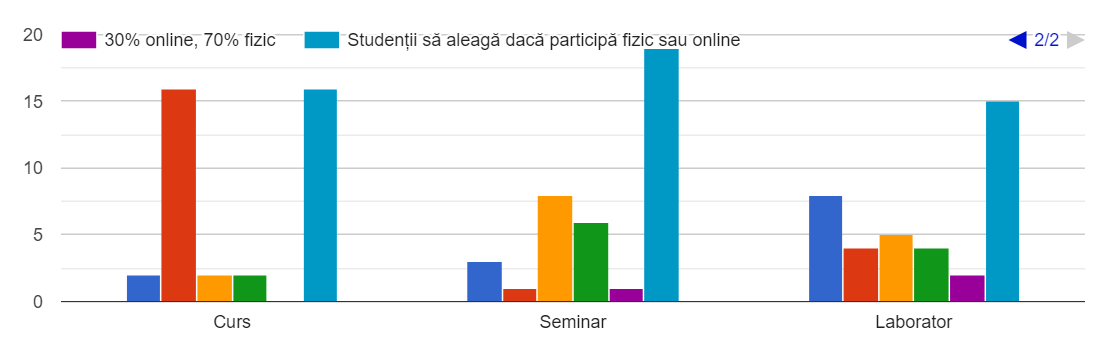 30% online, 70% fizic
Studenții să aleagă dacă participă fizic sau online
2/2
20
15
10
5
0
Curs
Seminar
Laborator